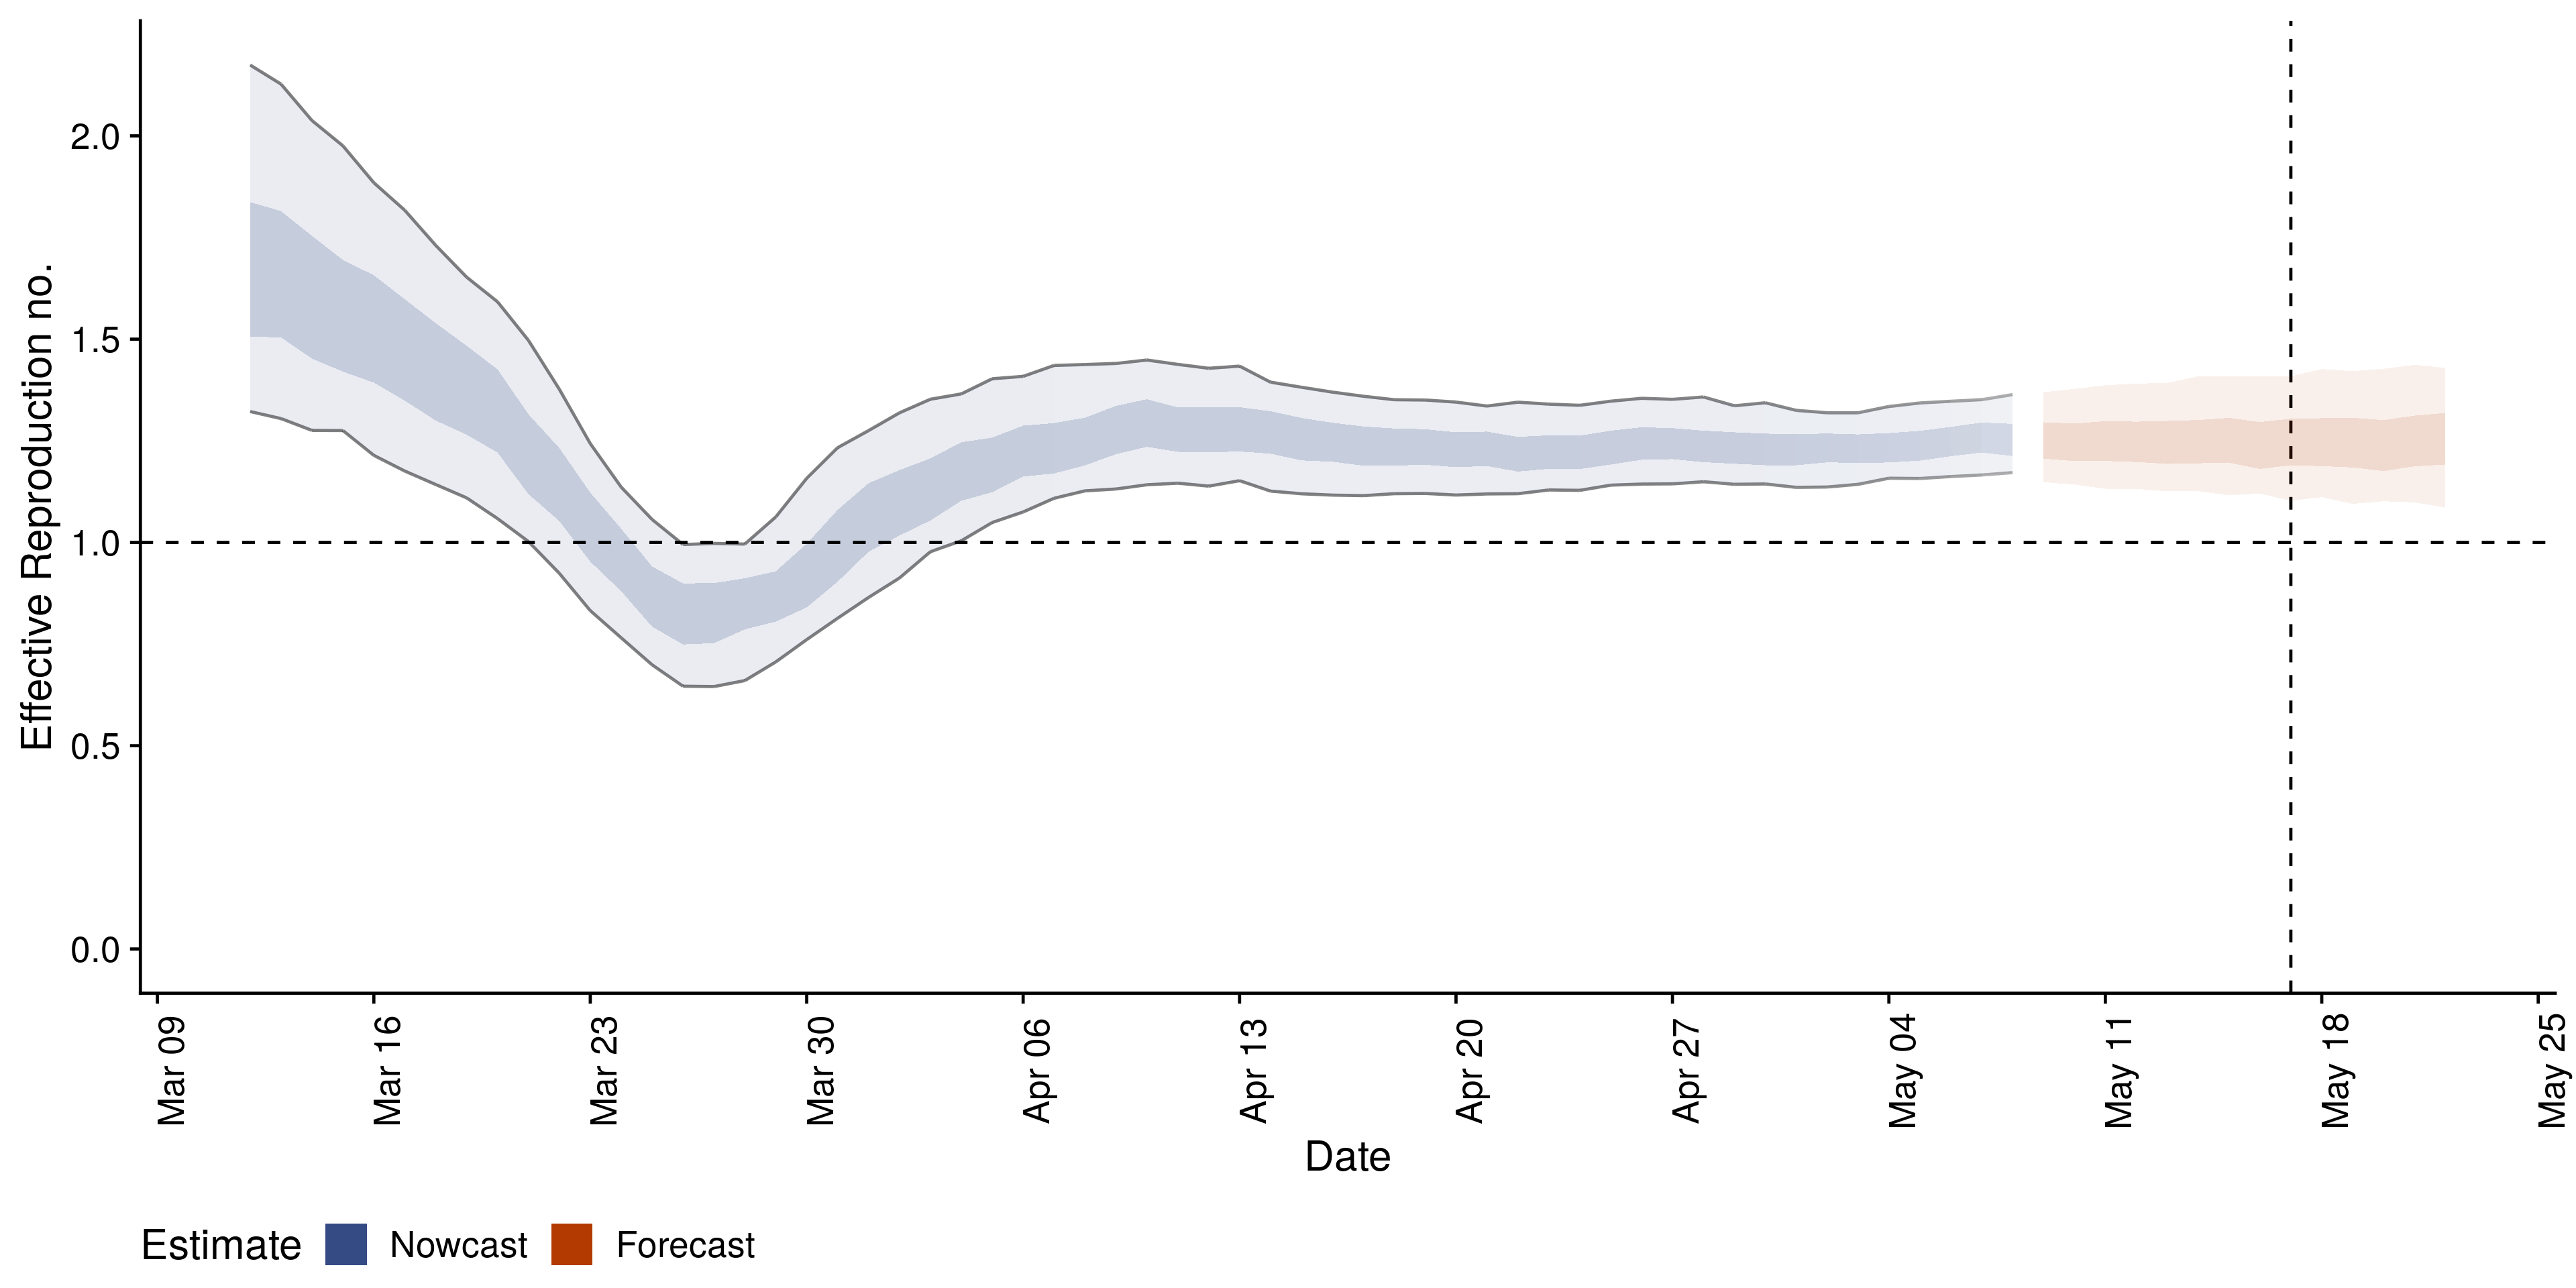 Effective Reproduction no.
2.0
1.5
1.0
0.5
0.0
Mar 09
Mar 16
Mar 23
Mar 30
Apr 06
Apr 13
Apr 20
Apr 27
May 04
May 11
May 18
May 25
Date
Estimate Nowcast Forecast